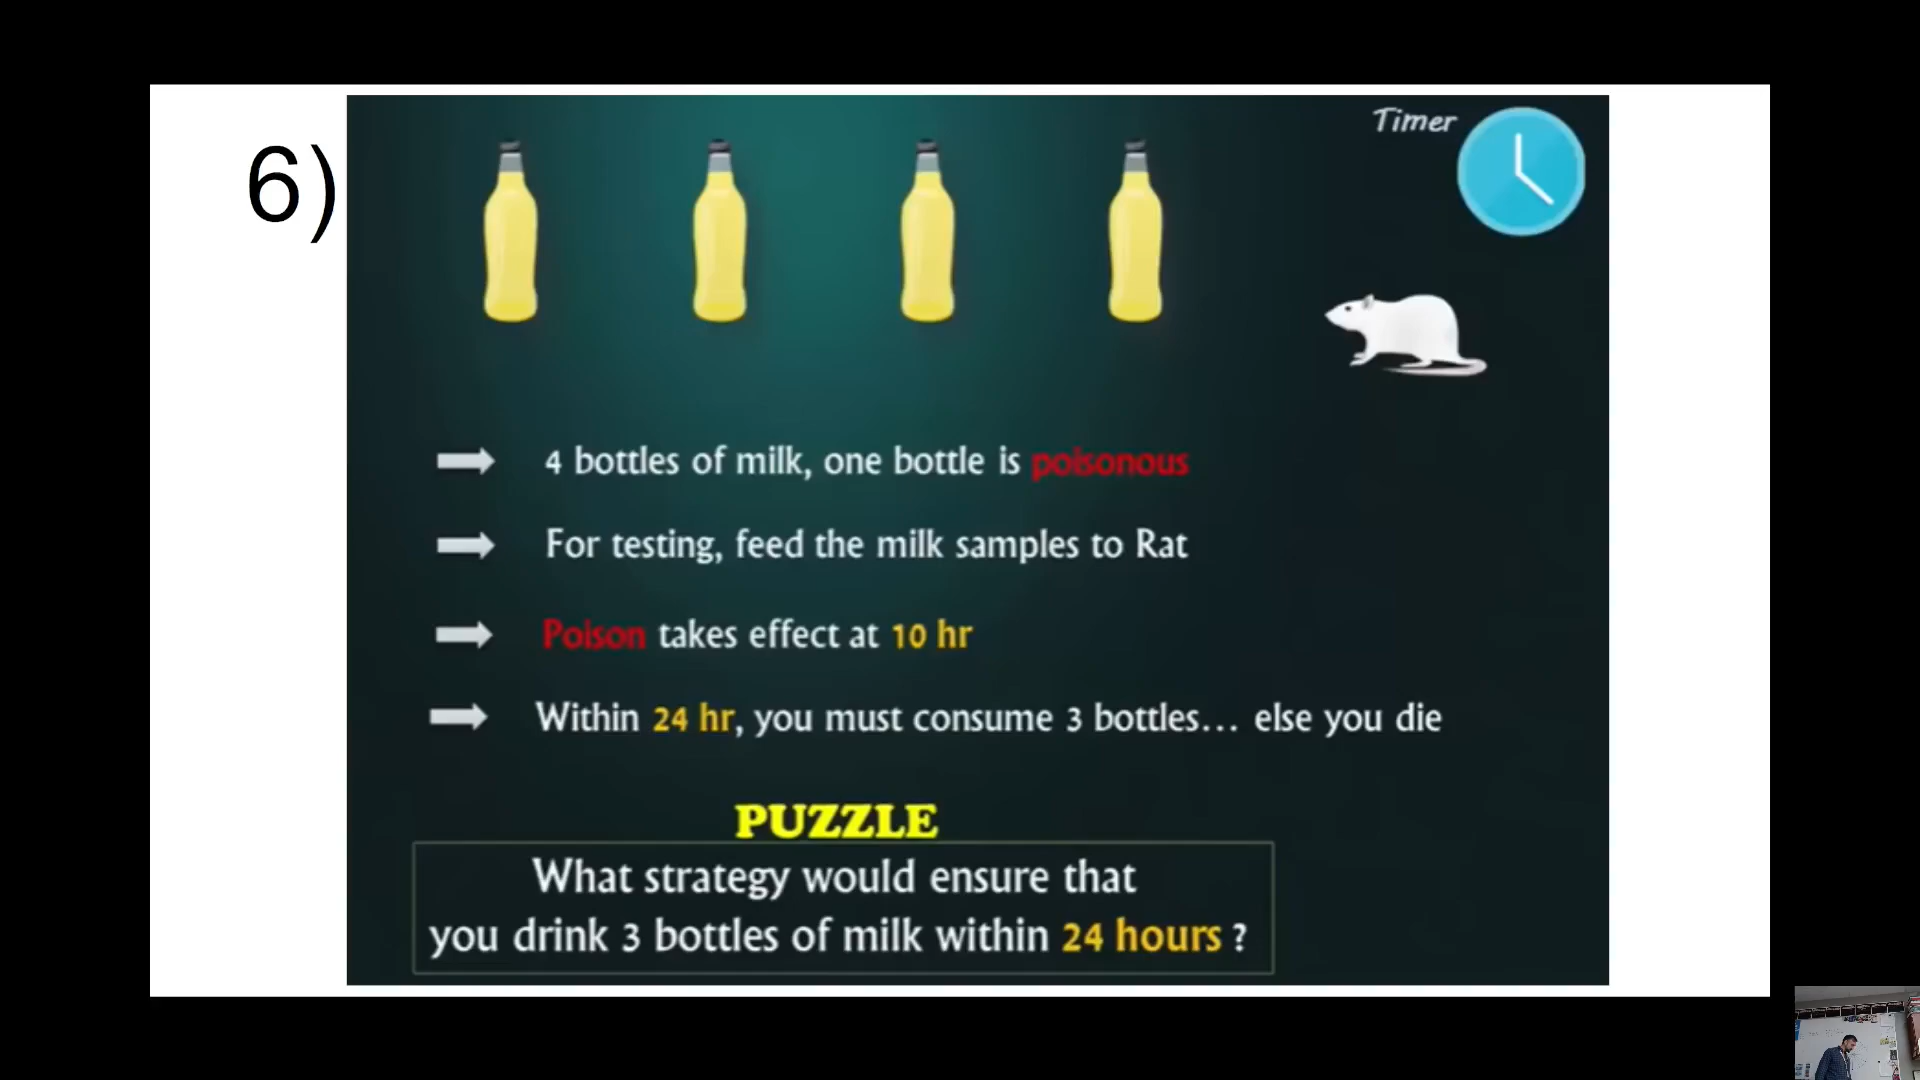 6)
Timer
4 bottles of milk, one bottle is poisonous
For testing, feed the milk samples to Rat
Poison takes effect at 10 hr
Within 24 hr, you must consume 3 bottles... else you die
PUZZLE
What strategy would ensure that
you drink 3 bottles of milk within 24 hours ?